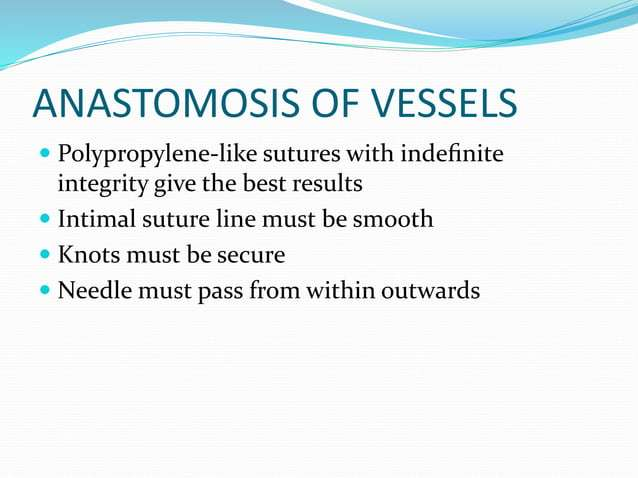 ANASTOMOSIS OF VESSELS
• Polypropylene-like sutures with indefinite
integrity give the best results
• Intimal suture line must be smooth
• Knots must be secure
• Needle must pass from within outwards